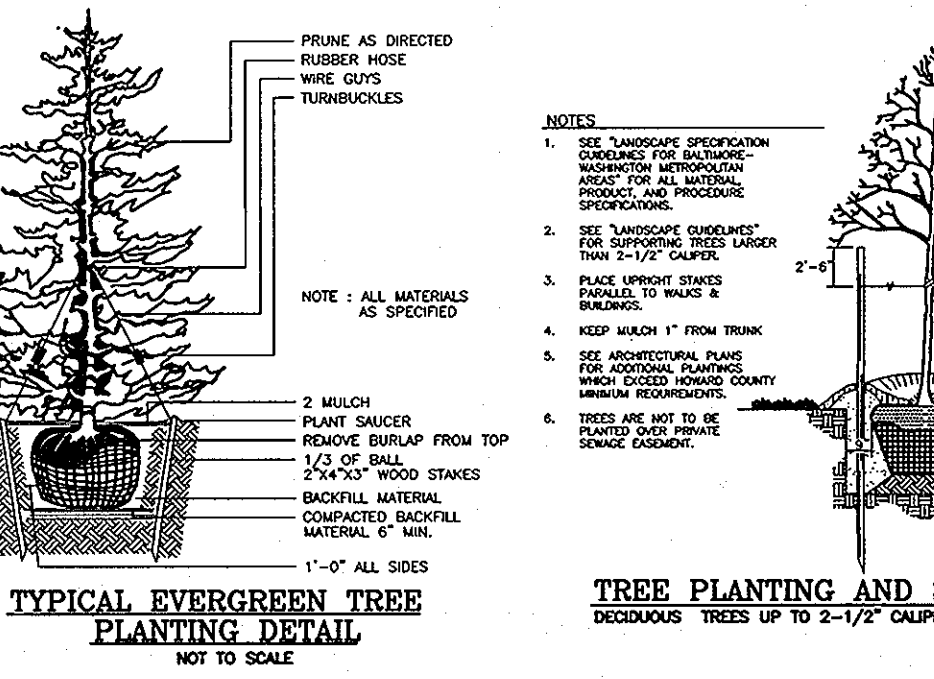 PRUNE AS DIRECTED
RUBBER HOSE
WIRE GUYS
TURNBUCKLES
NOTE : ALL MATERIALS
AS SPECIFIED
2 MULCH
PLANT SAUCER
REMOVE BURLAP FROM TOP
1/3 OF BALL
2"X4"X3" WOOD STAKES
BACKFILL MATERIAL
COMPACTED BACKFILL
MATERIAL 6" MIN.
1'-0" ALL SIDES
TYPICAL EVERGREEN TREE
PLANTING DETAIL
NOT TO SCALE
NOTES
1. SEE "LANDSCAPE SPECIFICATION
GUIDELINES FOR BALTIMORE-
WASHINGTON METROPOLITAN
AREAS" FOR ALL MATERIAL,
PRODUCT, AND PROCEDURE
SPECIFICATIONS.
2. SEE "LANDSCAPE GUIDELINES"
FOR SUPPORTING TREES LARGER
THAN 2-1/2" CALIPER.
3. PLACE UPRIGHT STAKES
PARALLEL TO WALKS &
BUILDINGS.
4. KEEP MULCH 1" FROM TRUNK
5. SEE ARCHITECTURAL PLANS
FOR ADDITIONAL PLANTINGS
WHICH EXCEED HOWARD COUNTY
MINIMUM REQUIREMENTS.
6. TREES ARE NOT TO BE
PLANTED OVER PRIVATE
SEWAGE EASEMENT.
2'-6"
TREE PLANTING AND
DECIDUOUS TREES UP TO 2-1/2" CALIP